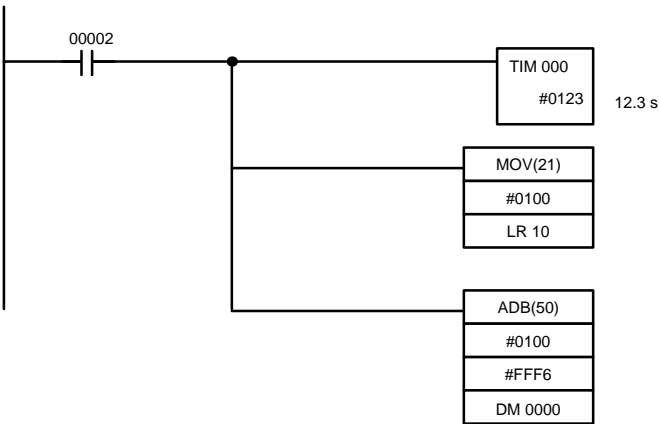 00002
TIM 000
#0123
12.3 s
MOV(21)
#0100
LR 10
ADB(50)
#0100
#FFF6
DM 0000